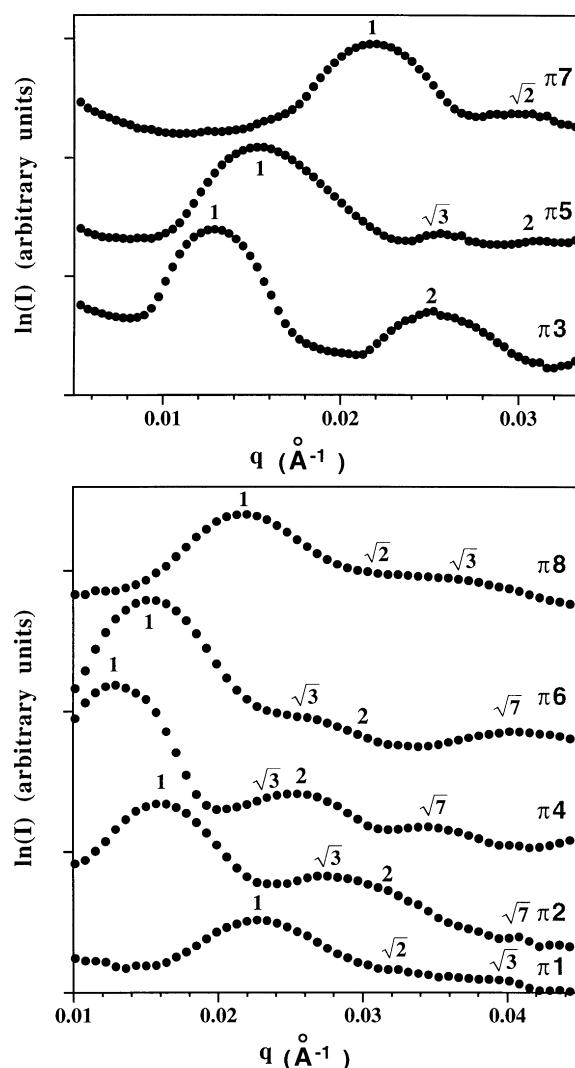 1
π7
√2
1
√3
2
π5
1
2
π3
ln(I) (arbitrary units)
0.01 0.02 0.03
q (Å-1)
1
√2
√3
π8
1
√3
2
√7
π6
1
√3
2
√7
π4
1
√3
2
√7
π2
1
√2
√3
π1
ln(I) (arbitrary units)
0.01 0.02 0.03 0.04
q (Å-1)